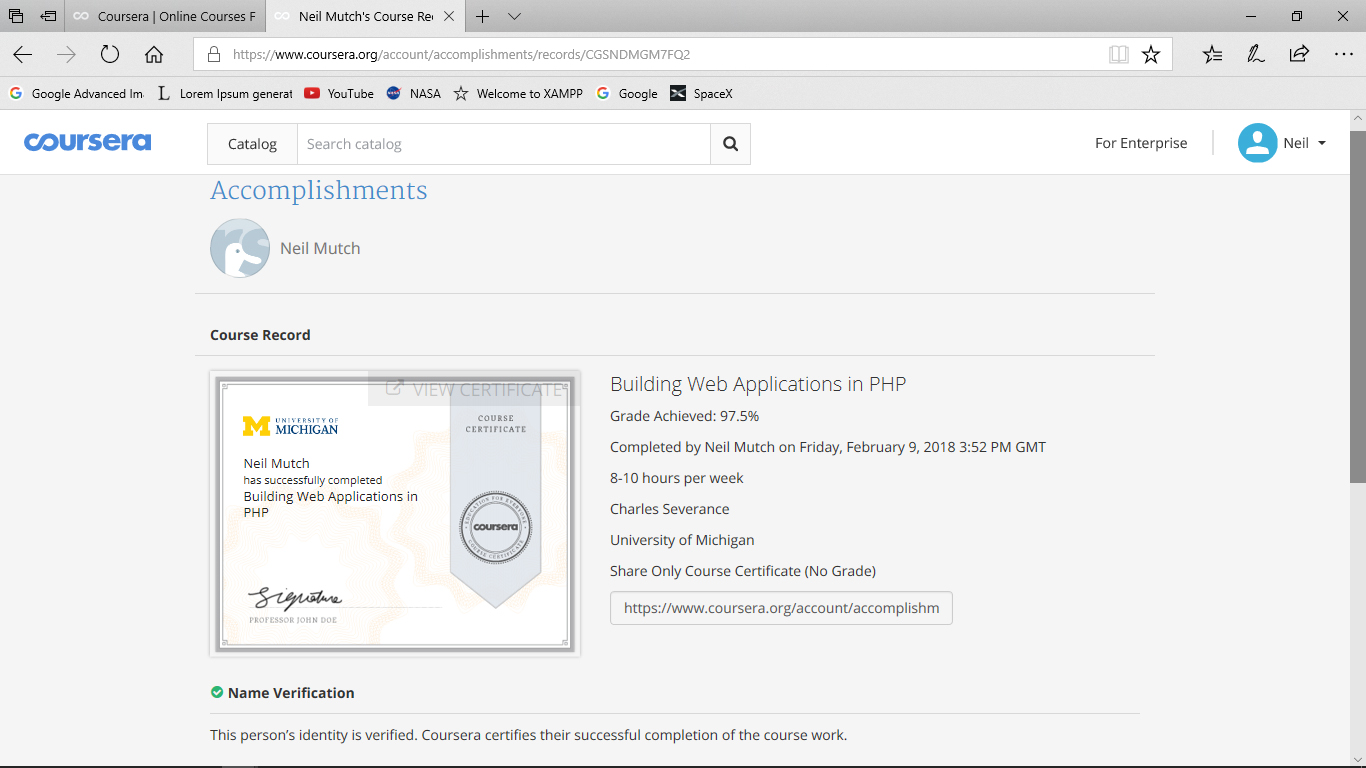 Coursera | Online Courses F
Neil Mutch's Course Re
https://www.coursera.org/account/accomplishments/records/CGSNDMGM7FQ2
Google Advanced Im
Lorem Ipsum generat
YouTube
NASA
Welcome to XAMPP
Google
SpaceX
coursera
Catalog
Search catalog
For Enterprise
Neil
Accomplishments
Neil Mutch
Course Record
VIEW CERTIFICATE
UNIVERSITY OF
MICHIGAN
COURSE
CERTIFICATE
Neil Mutch
has successfully completed
Building Web Applications in
PHP
EDUCATION FOR EVERYONE
coursera
COURSE CERTIFICATE
Signature
PROFESSOR JOHN DOE
Building Web Applications in PHP
Grade Achieved: 97.5%
Completed by Neil Mutch on Friday, February 9, 2018 3:52 PM GMT
8-10 hours per week
Charles Severance
University of Michigan
Share Only Course Certificate (No Grade)
https://www.coursera.org/account/accomplishm
Name Verification
This person’s identity is verified. Coursera certifies their successful completion of the course work.